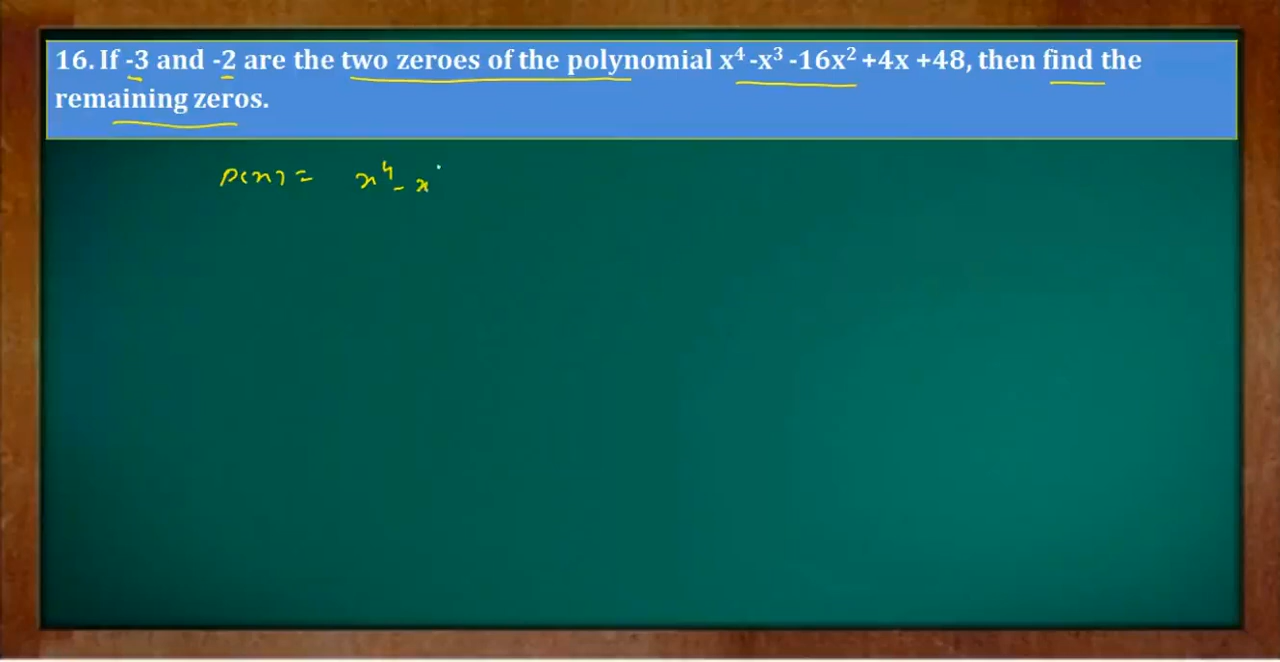 16. If -3 and -2 are the two zeroes of the polynomial x⁴ -x³ -16x² +4x +48, then find the
remaining zeros.
p(x) = x⁴ - x